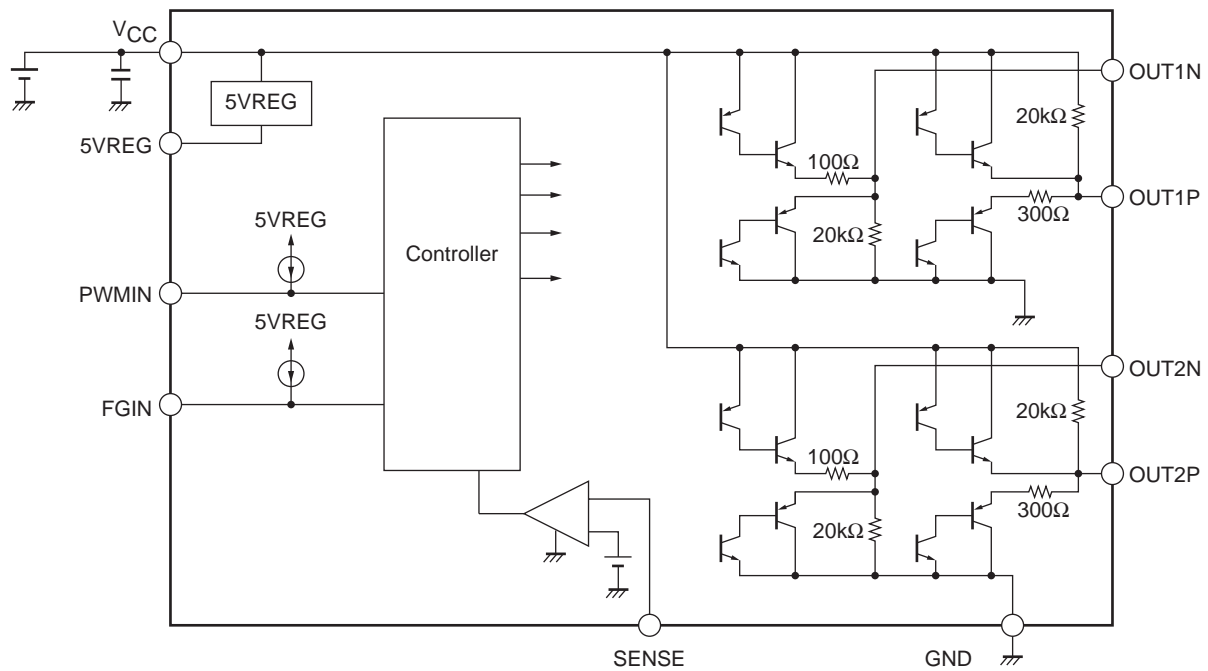 VCC
OUT1N
5VREG
20kΩ
5VREG
100Ω
OUT1P
5VREG
300Ω
20kΩ
Controller
PWMIN
5VREG
OUT2N
FGIN
20kΩ
100Ω
OUT2P
300Ω
20kΩ
SENSE
GND